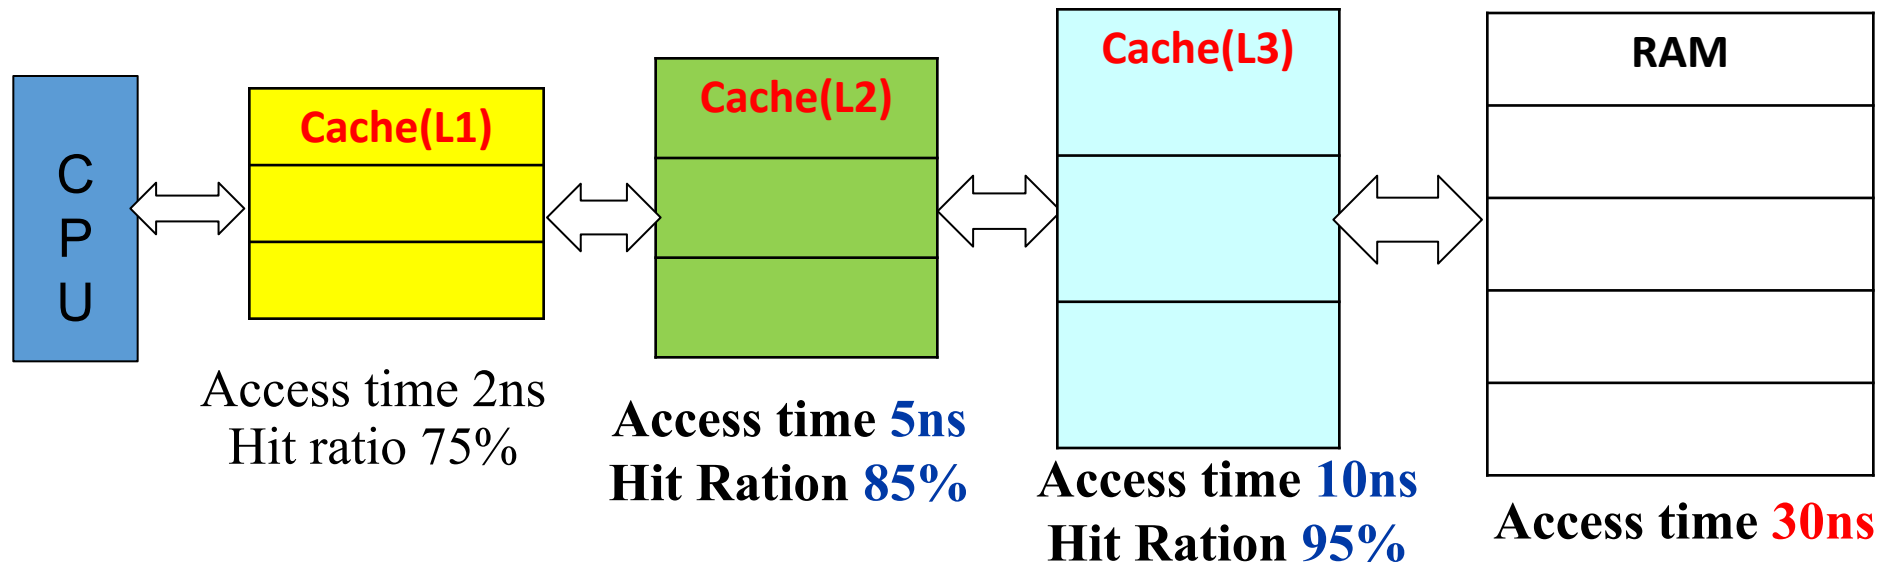 C
P
U
Cache(L1)
Access time 2ns
Hit ratio 75%
Cache(L2)
Access time 5ns
Hit Ration 85%
Cache(L3)
Access time 10ns
Hit Ration 95%
RAM
Access time 30ns